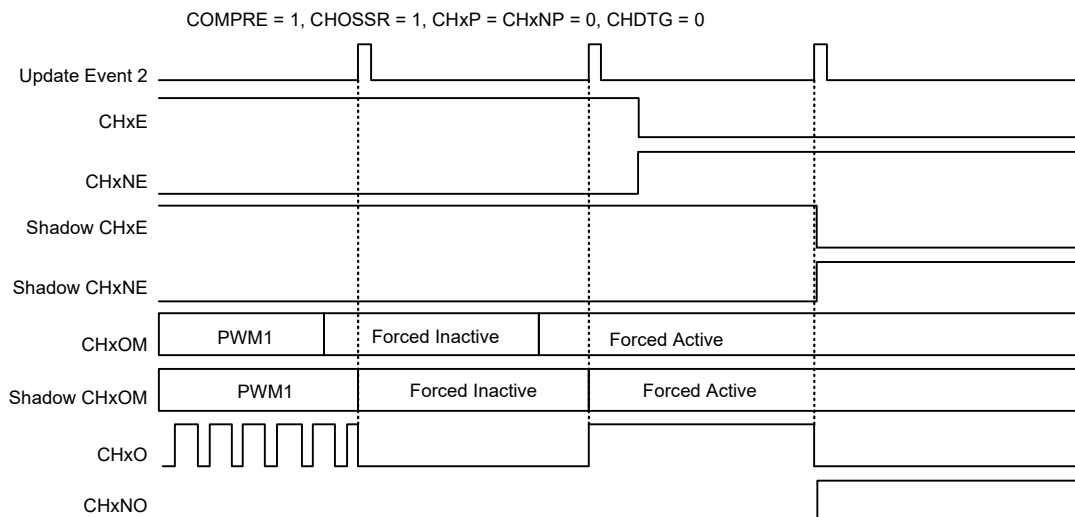 COMPRE = 1, CHOSSR = 1, CHxP = CHxNP = 0, CHDTG = 0
Update Event 2
CHxE
CHxNE
Shadow CHxE
Shadow CHxNE
CHxOM
PWM1
Forced Inactive
Forced Active
Shadow CHxOM
PWM1
Forced Inactive
Forced Active
CHxO
CHxNO